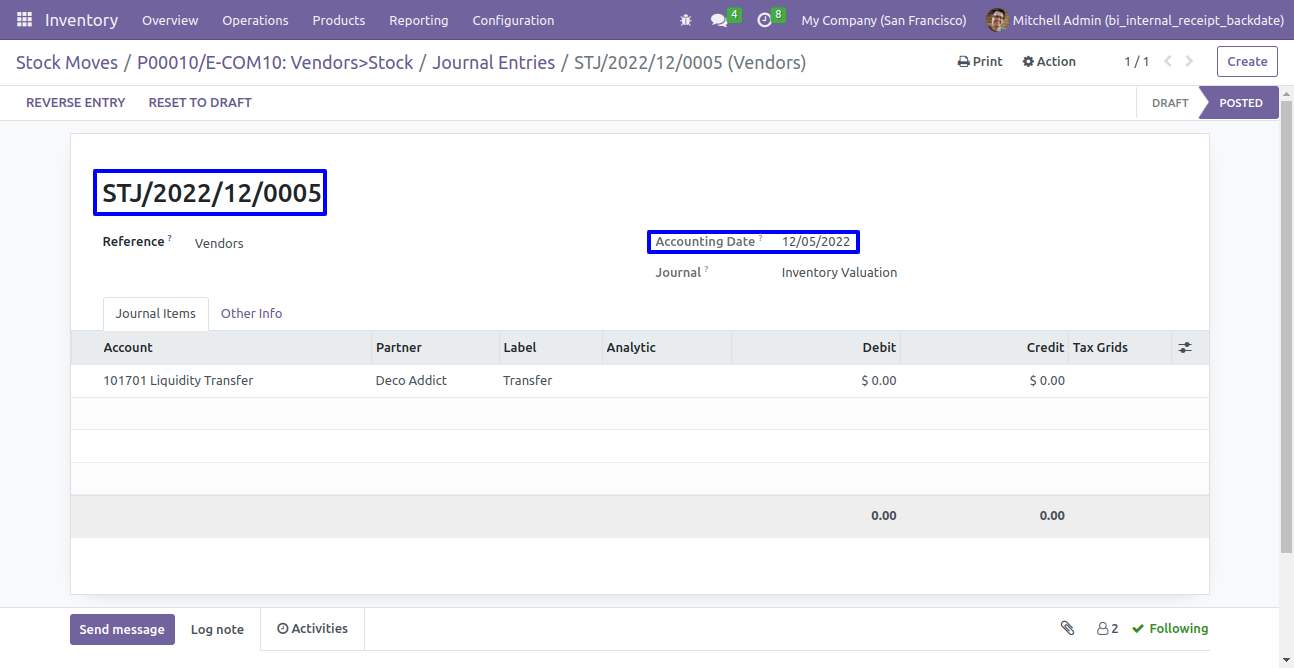 Inventory Overview Operations Products Reporting Configuration 4 8 My Company (San Francisco) Mitchell Admin (bi_internal_receipt_backdate)
Stock Moves / P00010/E-COM10: Vendors>Stock / Journal Entries / STJ/2022/12/0005 (Vendors) Print Action 1 / 1 Create
REVERSE ENTRY RESET TO DRAFT DRAFT POSTED
STJ/2022/12/0005
Reference ? Vendors Accounting Date ? 12/05/2022
Journal ? Inventory Valuation
Journal Items Other Info
Account Partner Label Analytic Debit Credit Tax Grids
101701 Liquidity Transfer Deco Addict Transfer $ 0.00 $ 0.00
0.00 0.00
Send message Log note Activities 2 Following